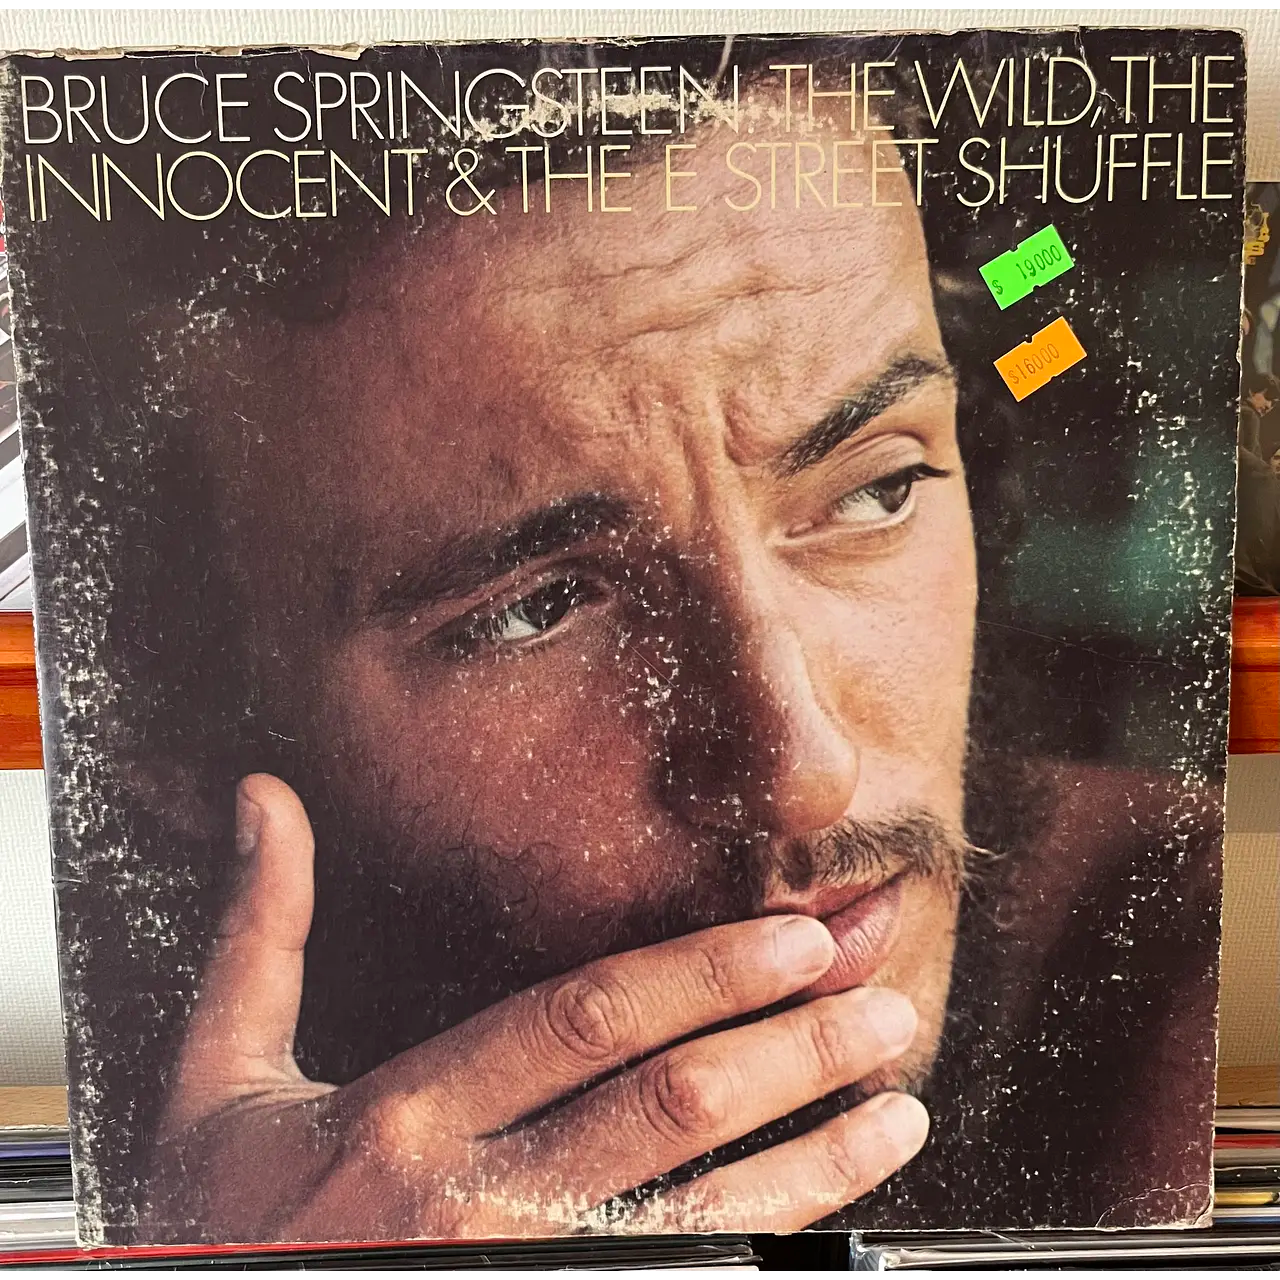 BRUCE SPRINGSTEEN: THE WILD, THE
INNOCENT & THE E STREET SHUFFLE
$ 19000
$16000